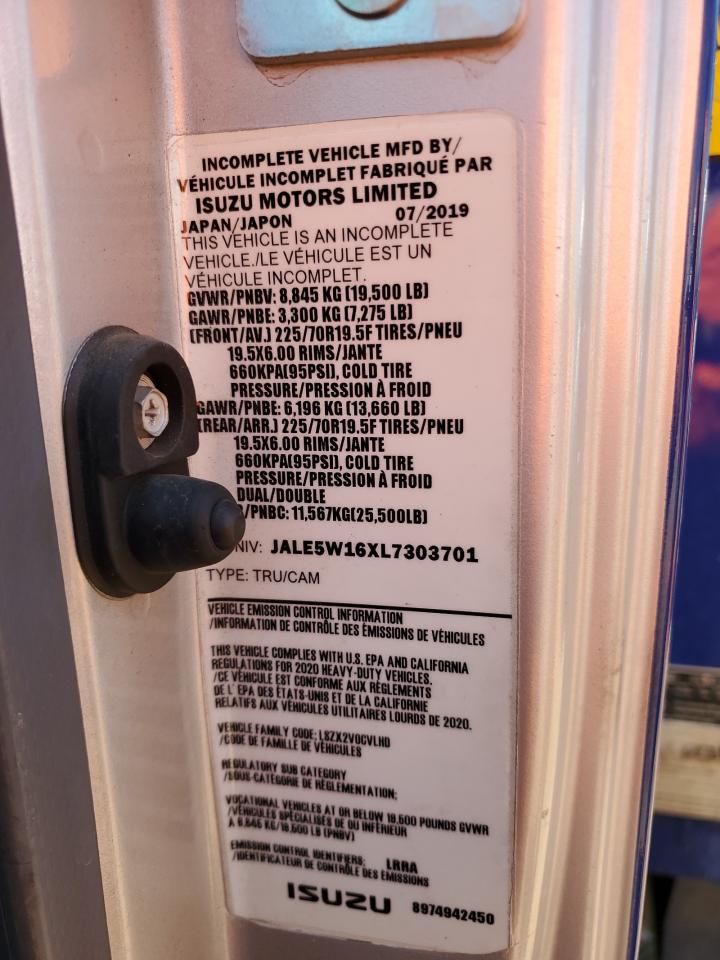 INCOMPLETE VEHICLE MFD BY/
VÉHICULE INCOMPLET FABRIQUÉ PAR
ISUZU MOTORS LIMITED
JAPAN/JAPON 07/2019
THIS VEHICLE IS AN INCOMPLETE
VEHICLE./LE VÉHICULE EST UN
VÉHICULE INCOMPLET.
GVWR/PNBV: 8,845 KG (19,500 LB)
GAWR/PNBE: 3,300 KG (7,275 LB)
(FRONT/AV.) 225/70R19.5F TIRES/PNEU
19.5X6.00 RIMS/JANTE
660KPA(95PSI), COLD TIRE
PRESSURE/PRESSION À FROID
GAWR/PNBE: 6,196 KG (13,660 LB)
(REAR/ARR.) 225/70R19.5F TIRES/PNEU
19.5X6.00 RIMS/JANTE
660KPA(95PSI), COLD TIRE
PRESSURE/PRESSION À FROID
DUAL/DOUBLE
/PNBC: 11,567KG(25,500LB)
NIV: JALE5W16XL7303701
TYPE: TRU/CAM
VEHICLE EMISSION CONTROL INFORMATION
/INFORMATION DE CONTRÔLE DES ÉMISSIONS DE VÉHICULES
THIS VEHICLE COMPLIES WITH U.S. EPA AND CALIFORNIA
REGULATIONS FOR 2020 HEAVY-DUTY VEHICLES.
/CE VÉHICULE EST CONFORME AUX RÈGLEMENTS
DE L'EPA DES ÉTATS-UNIS ET DE LA CALIFORNIE
RELATIFS AUX VÉHICULES UTILITAIRES LOURDS DE 2020.
VEHICLE FAMILY CODE: LSZX2VOCVLHD
/CODE DE FAMILLE DE VÉHICULES
REGULATORY SUB CATEGORY
/SOUS-CATÉGORIE DE RÉGLEMENTATION:
VOCATIONAL VEHICLES AT OR BELOW 19,500 POUNDS GVWR
/VÉHICULES SPÉCIALISÉS DE OU INFÉRIEUR
À 8,845 KG/19,500 LB (PNBV)
EMISSION CONTROL IDENTIFIERS: LRRA
/IDENTIFICATEUR DE CONTRÔLE DES ÉMISSIONS
ISUZU 8974942450